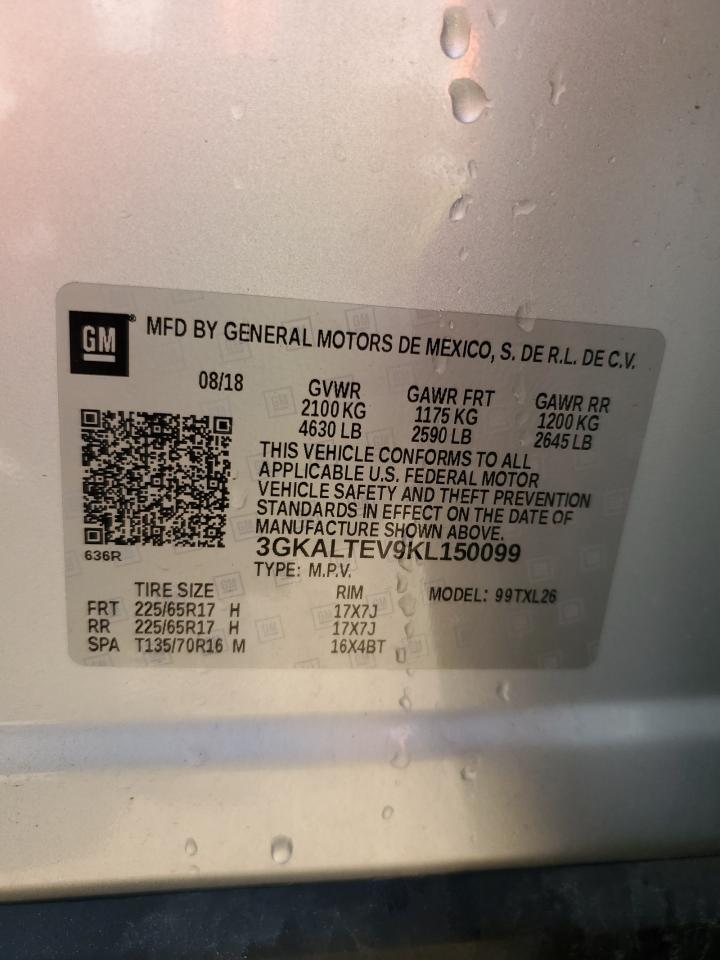 GM
MFD BY GENERAL MOTORS DE MEXICO, S. DE R.L. DE C.V.
08/18 GVWR GAWR FRT GAWR RR
2100 KG 1175 KG 1200 KG
4630 LB 2590 LB 2645 LB
THIS VEHICLE CONFORMS TO ALL
APPLICABLE U.S. FEDERAL MOTOR
VEHICLE SAFETY AND THEFT PREVENTION
STANDARDS IN EFFECT ON THE DATE OF
MANUFACTURE SHOWN ABOVE.
636R
3GKALTEV9KL150099
TYPE: M.P.V.
TIRE SIZE RIM MODEL: 99TXL26
FRT 225/65R17 H 17X7J
RR 225/65R17 H 17X7J
SPA T135/70R16 M 16X4BT